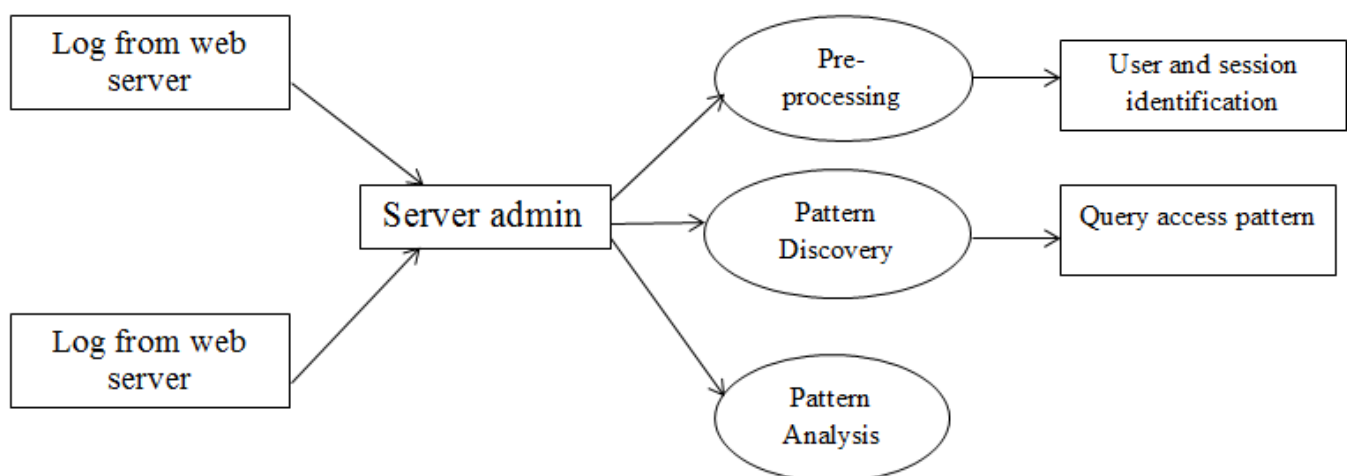 Log from web
server
Pre-
processing
User and session
identification
Server admin
Pattern
Discovery
Query access pattern
Log from web
server
Pattern
Analysis